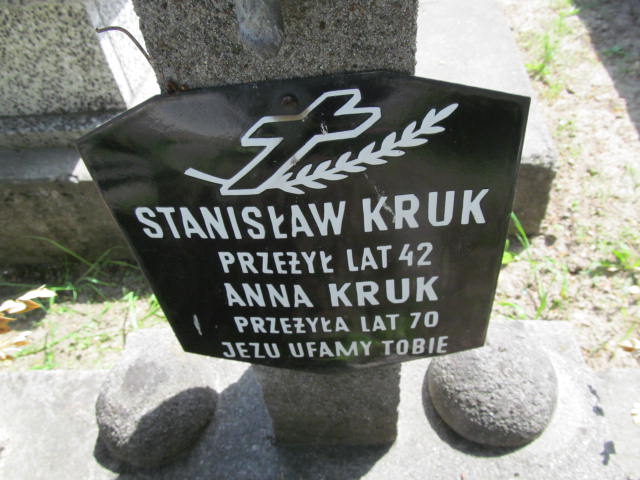 STANISŁAW KRUK
PRZEŻYŁ LAT 42
ANNA KRUK
PRZEŻYŁA LAT 70
JEZU UFAMY TOBIE